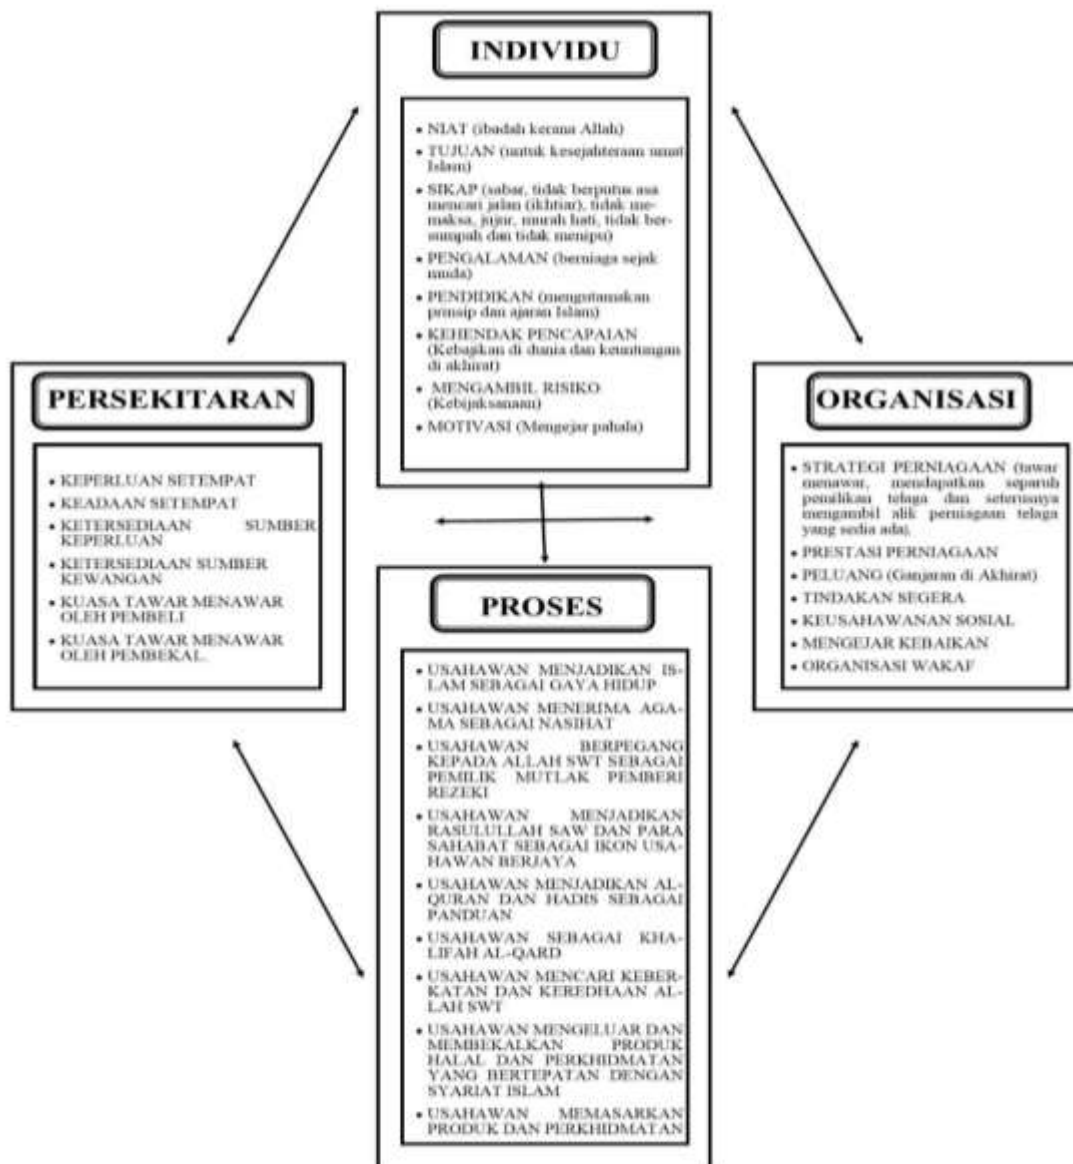 INDIVIDU
• NIAT (ibadah kerana Allah)
• TUJUAN (untuk kesejahteraan umat
Islam)
• SIKAP (sabar, tidak berputus asa
mencari jalan (ikhtiar), tidak me-
maksa, jujur, murah hati, tidak ber-
sumpah dan tidak menipu)
• PENGALAMAN (berniaga sejak
muda)
• PENDIDIKAN (mengutamakan
prinsip dan ajaran Islam)
• KEHENDAK PENCAPAIAN
(Kebajikan di dunia dan keuntungan
di akhirat)
• MENGAMBIL RISIKO
(Kebijaksanaan)
• MOTIVASI (Mengejar pahala)
PERSEKITARAN
• KEPERLUAN SETEMPAT
• KEADAAN SETEMPAT
• KETERSEDIAAN SUMBER
KEPERLUAN
• KETERSEDIAAN SUMBER
KEWANGAN
• KUASA TAWAR MENAWAR
OLEH PEMBELI
• KUASA TAWAR MENAWAR
OLEH PEMBEKAL
ORGANISASI
• STRATEGI PERNIAGAAN (tawar
menawar, mendapatkan separuh
pemilikan telaga dan seterusnya
mengambil alih perniagaan telaga
yang sedia ada).
• PRESTASI PERNIAGAAN
• PELUANG (Ganjaran di Akhirat)
• TINDAKAN SEGERA
• KEUSAHAWANAN SOSIAL
• MENGEJAR KEBAIKAN
• ORGANISASI WAKAF
PROSES
• USAHAWAN MENJADIKAN IS-
LAM SEBAGAI GAYA HIDUP
• USAHAWAN MENERIMA AGA-
MA SEBAGAI NASIHAT
• USAHAWAN BERPEGANG
KEPADA ALLAH SWT SEBAGAI
PEMILIK MUTLAK PEMBERI
REZEKI
• USAHAWAN MENJADIKAN
RASULULLAH SAW DAN PARA
SAHABAT SEBAGAI IKON USA-
HAWAN BERJAYA
• USAHAWAN MENJADIKAN AL-
QURAN DAN HADIS SEBAGAI
PANDUAN
• USAHAWAN SEBAGAI KHA-
LIFAH AL-QARD
• USAHAWAN MENCARI KEBER-
KATAN DAN KEREDHAAN AL-
LAH SWT
• USAHAWAN MENGELUAR DAN
MEMBEKALKAN PRODUK
HALAL DAN PERKHIDMATAN
YANG BERTEPATAN DENGAN
SYARIAT ISLAM
• USAHAWAN MEMASARKAN
PRODUK DAN PERKHIDMATAN